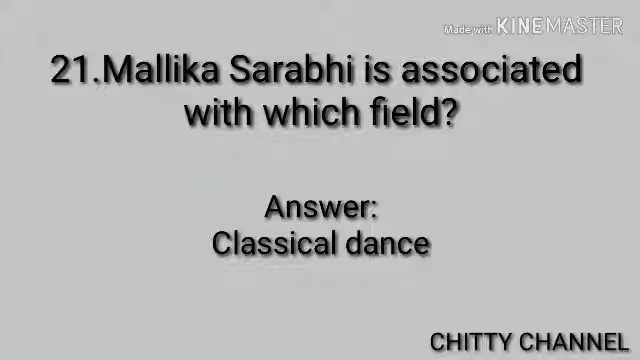 Made with KINEMASTER
21.Mallika Sarabhi is associated
with which field?
Answer:
Classical dance
CHITTY CHANNEL